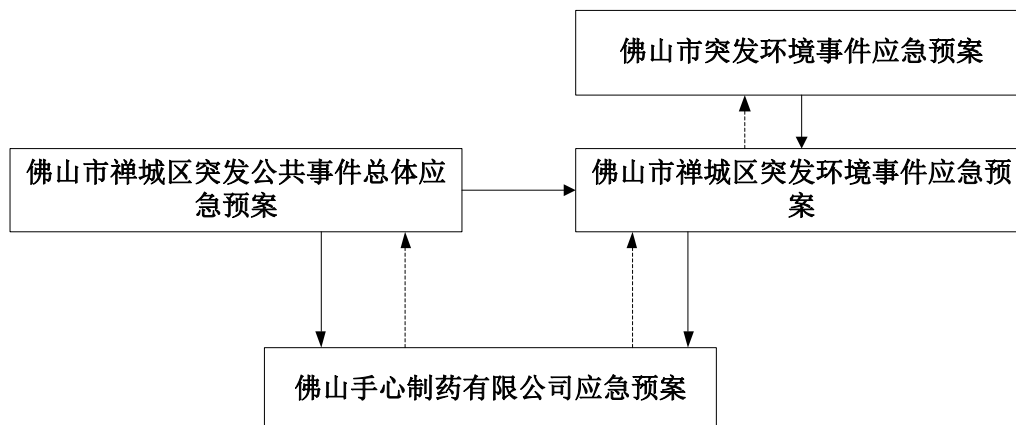 佛山市突发环境事件应急预案
佛山市禅城区突发公共事件总体应
急预案
佛山市禅城区突发环境事件应急预
案
佛山手心制药有限公司应急预案